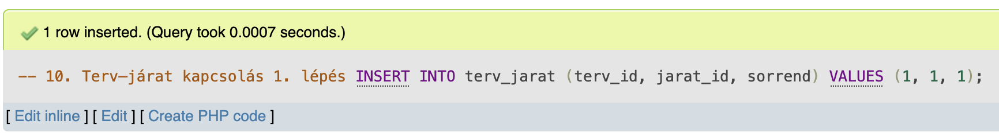 1 row inserted. (Query took 0.0007 seconds.)
-- 10. Terv-járat kapcsolás 1. lépés INSERT INTO terv_jarat (terv_id, jarat_id, sorrend) VALUES (1, 1, 1);
[ Edit inline ] [ Edit ] [ Create PHP code ]